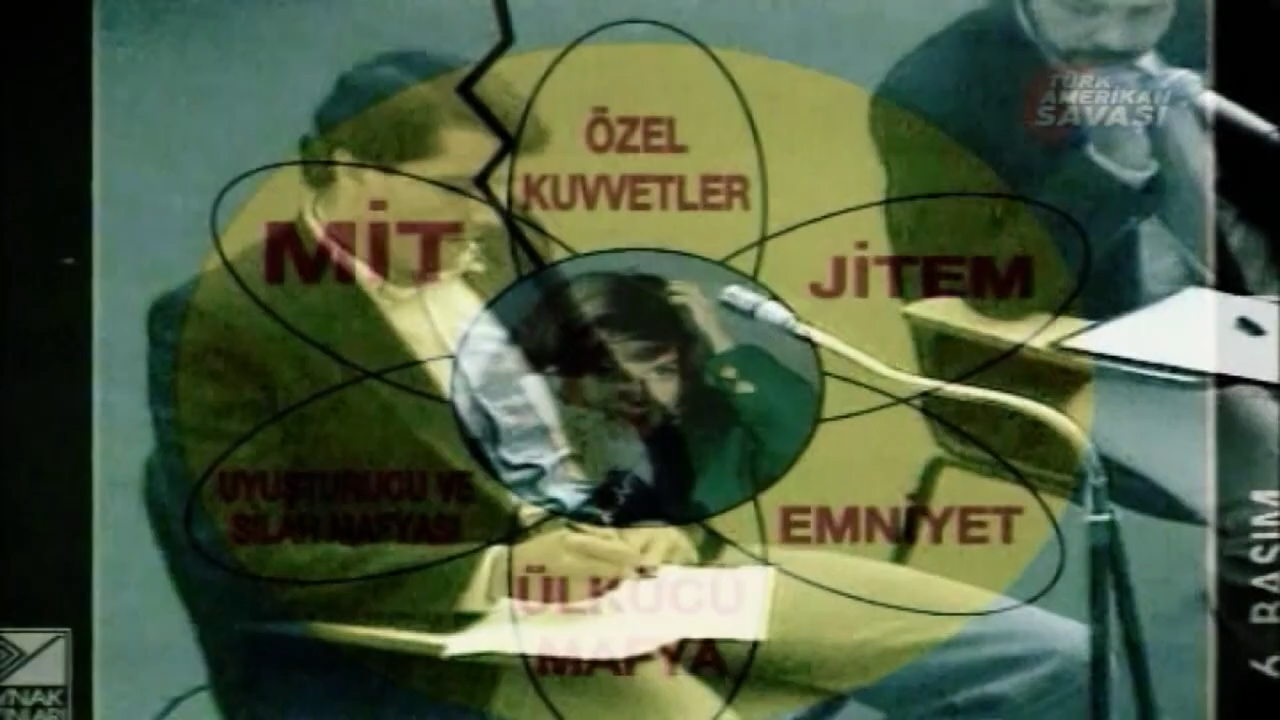 TÜRK
AMERİKAN
SAVAŞI
ÖZEL
KUVVETLER
MİT
JİTEM
UYUŞTURUCU VE
SİLAH MAFYASI
EMNİYET
ÜLKÜCÜ
MAFYA
6. BASIM